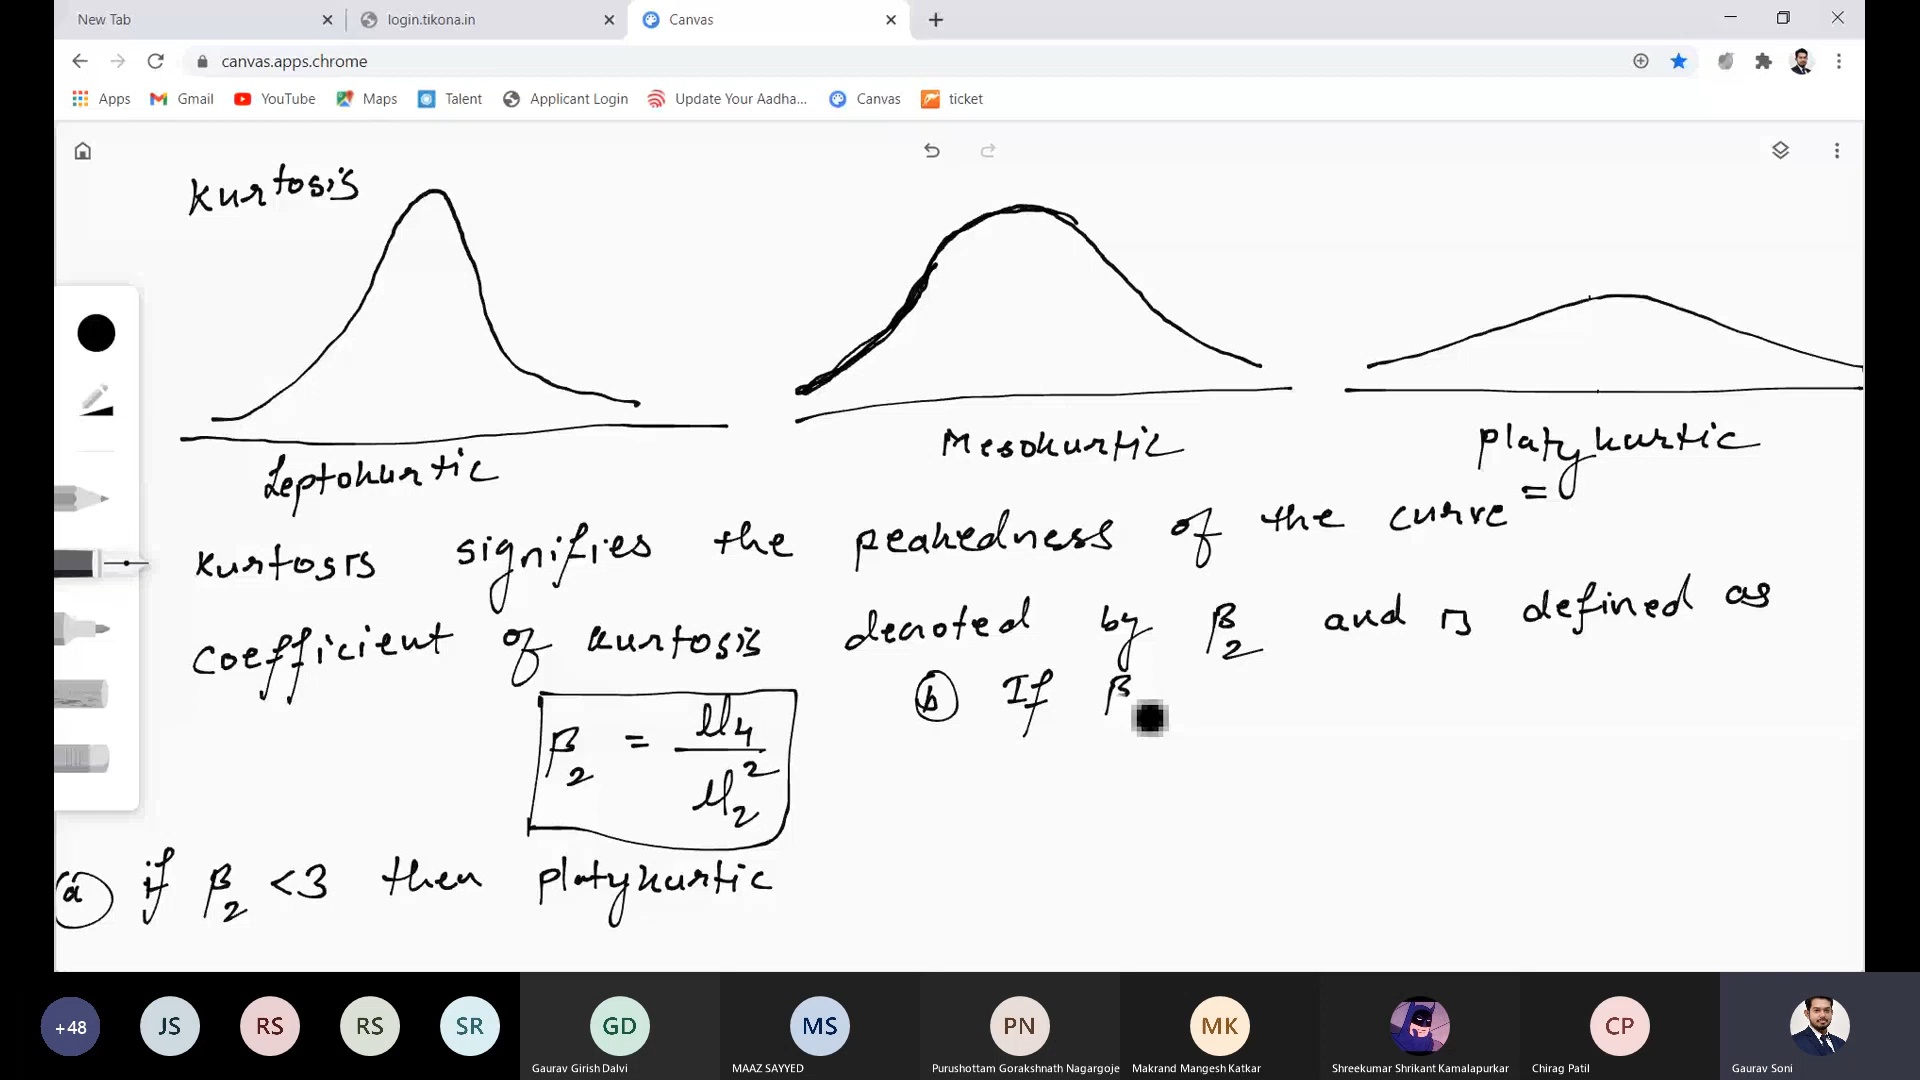 New Tab
login.tikona.in
Canvas
canvas.apps.chrome
Apps
Gmail
YouTube
Maps
Talent
Applicant Login
Update Your Aadha...
Canvas
ticket
Kurtosis
Leptokurtic
Mesokurtic
Platykurtic
Kurtosis signifies the peakedness of the curve =
Coefficient of kurtosis denoted by β2 and is defined as
β2 = μ4 / μ2^2
(b) If β
(a) if β2 <3 then platykurtic
+48
JS
RS
RS
SR
GD
Gaurav Girish Dalvi
MS
MAAZ SAYYED
PN
Purushottam Gorakshnath Nagargoje
MK
Makrand Mangesh Katkar
Shreekumar Shrikant Kamalapurkar
CP
Chirag Patil
Gaurav Soni